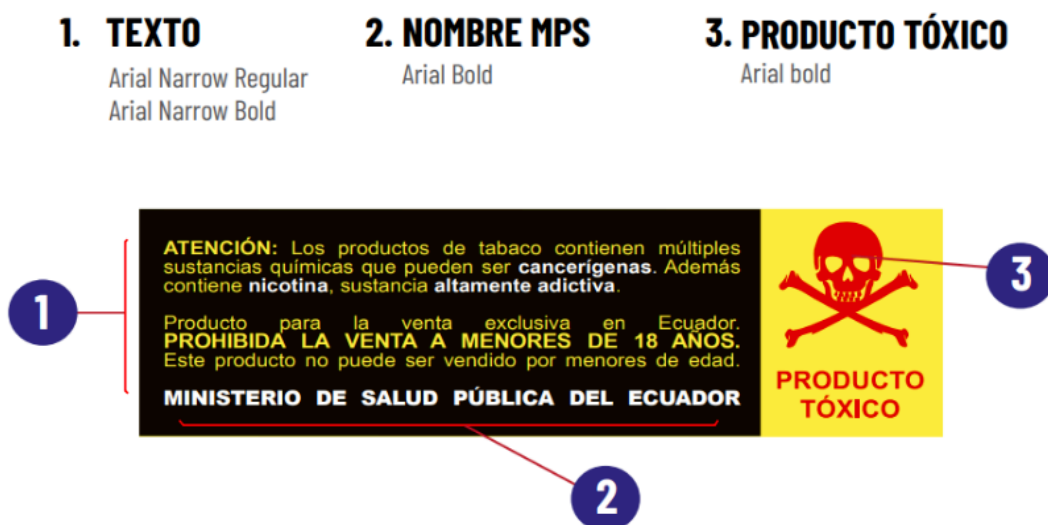 1. TEXTO
Arial Narrow Regular
Arial Narrow Bold
2. NOMBRE MPS
Arial Bold
3. PRODUCTO TÓXICO
Arial bold
1
ATENCIÓN: Los productos de tabaco contienen múltiples
sustancias químicas que pueden ser cancerígenas. Además
contiene nicotina, sustancia altamente adictiva.
Producto para la venta exclusiva en Ecuador.
PROHIBIDA LA VENTA A MENORES DE 18 AÑOS.
Este producto no puede ser vendido por menores de edad.
MINISTERIO DE SALUD PÚBLICA DEL ECUADOR
PRODUCTO
TÓXICO
3
2